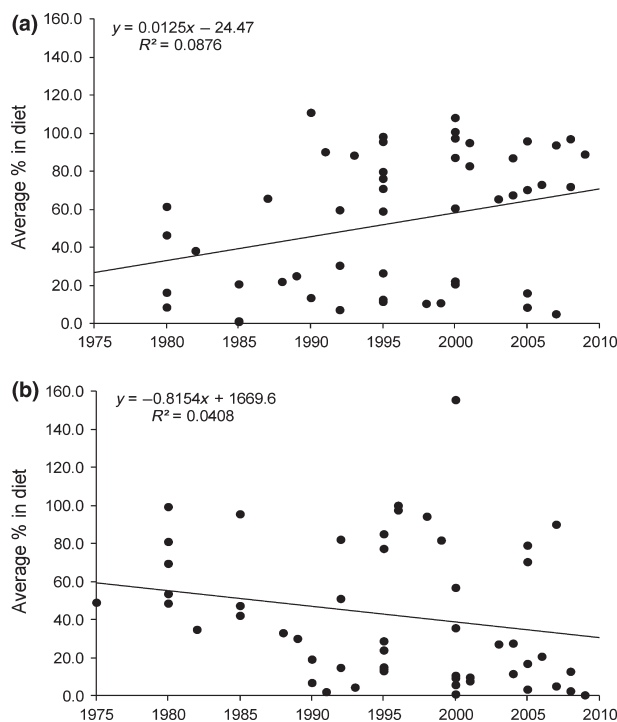 (a)
y = 0.0125x − 24.47
R² = 0.0876
Average % in diet
160.0
140.0
120.0
100.0
80.0
60.0
40.0
20.0
0.0
1975 1980 1985 1990 1995 2000 2005 2010
(b)
y = −0.8154x + 1669.6
R² = 0.0408
Average % in diet
160.0
140.0
120.0
100.0
80.0
60.0
40.0
20.0
0.0
1975 1980 1985 1990 1995 2000 2005 2010